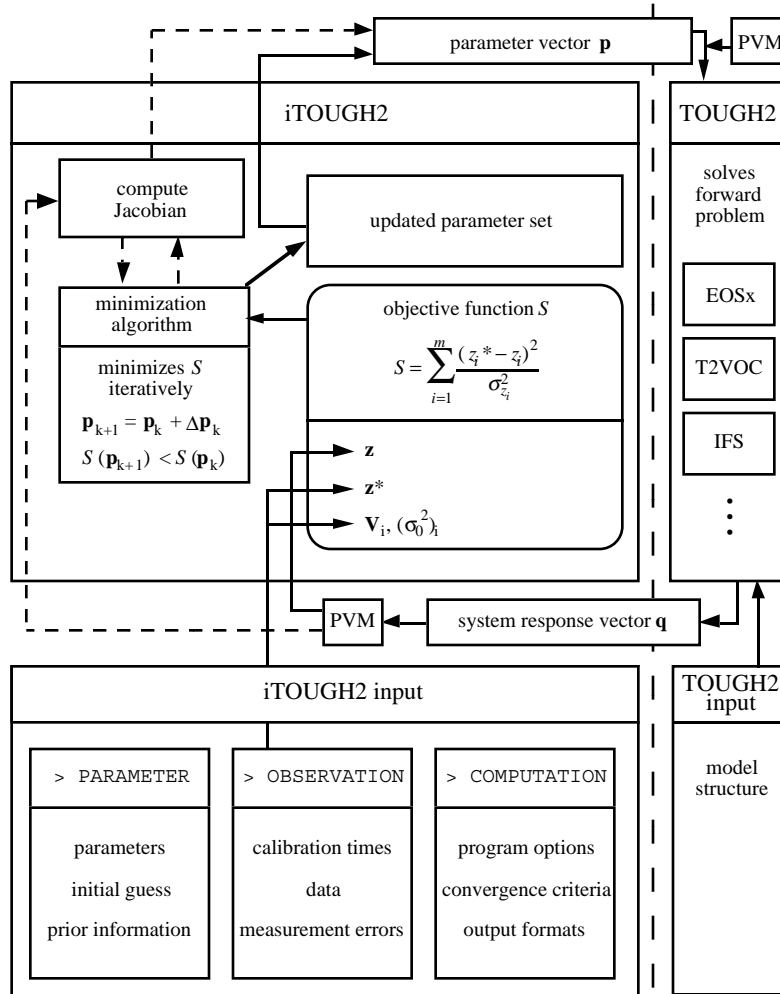 parameter vector p
PVM
iTOUGH2
TOUGH2
compute
Jacobian
updated parameter set
solves
forward
problem
minimization
algorithm
minimizes S
iteratively
p_{k+1} = p_k + Δp_k
S(p_{k+1}) < S(p_k)
objective function S
S = \sum_{i=1}^{m} \frac{(z_i* − z_i)^2}{σ_{z_i}^2}
z
z*
V_i, (σ_0^2)_i
EOSx
T2VOC
IFS
PVM
system response vector q
iTOUGH2 input
TOUGH2
input
> PARAMETER
parameters
initial guess
prior information
> OBSERVATION
calibration times
data
measurement errors
> COMPUTATION
program options
convergence criteria
output formats
model
structure